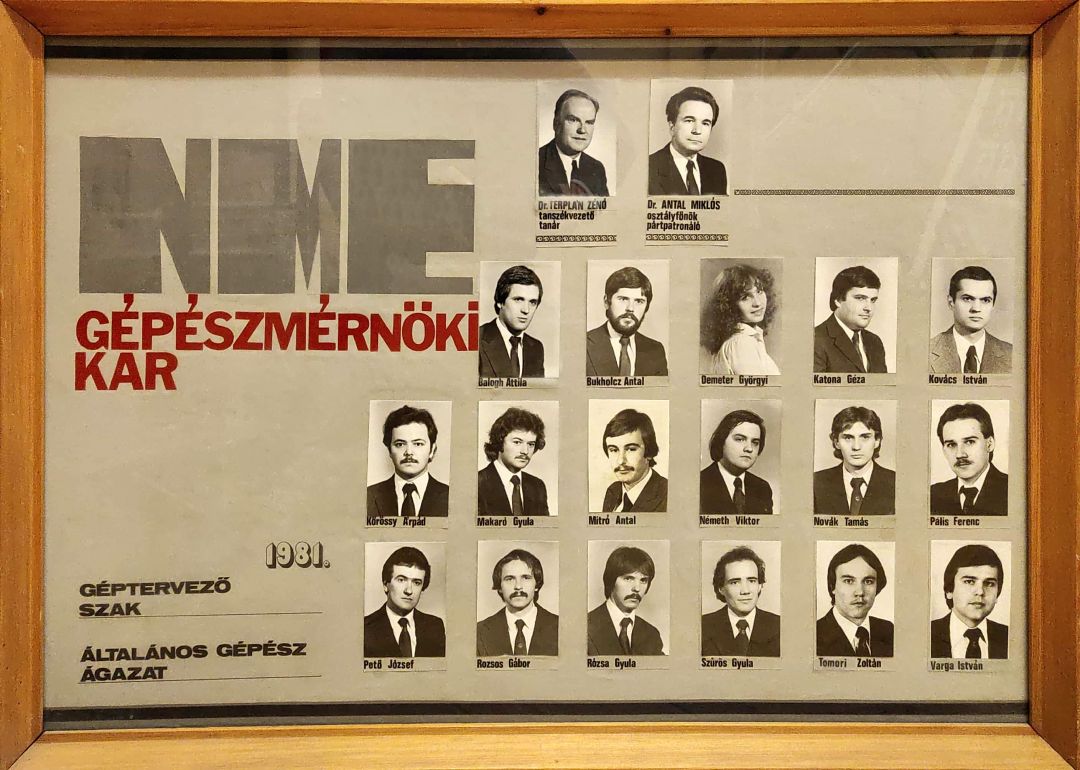 NME
GÉPÉSZMÉRNÖKI
KAR
Dr. TERPLÁN ZÉNÓ
tanszékvezető
tanár
Dr. ANTAL MIKLÓS
osztályfőnök
pártpatronáló
Balogh Attila
Bukholcz Antal
Demeter Györgyi
Katona Géza
Kovács István
Kőrössy Árpád
Makaró Gyula
Mitró Antal
Németh Viktor
Novák Tamás
Pális Ferenc
1981.
GÉPTERVEZŐ
SZAK
ÁLTALÁNOS GÉPÉSZ
ÁGAZAT
Pető József
Rozsos Gábor
Rózsa Gyula
Szűrös Gyula
Tomori Zoltán
Varga István